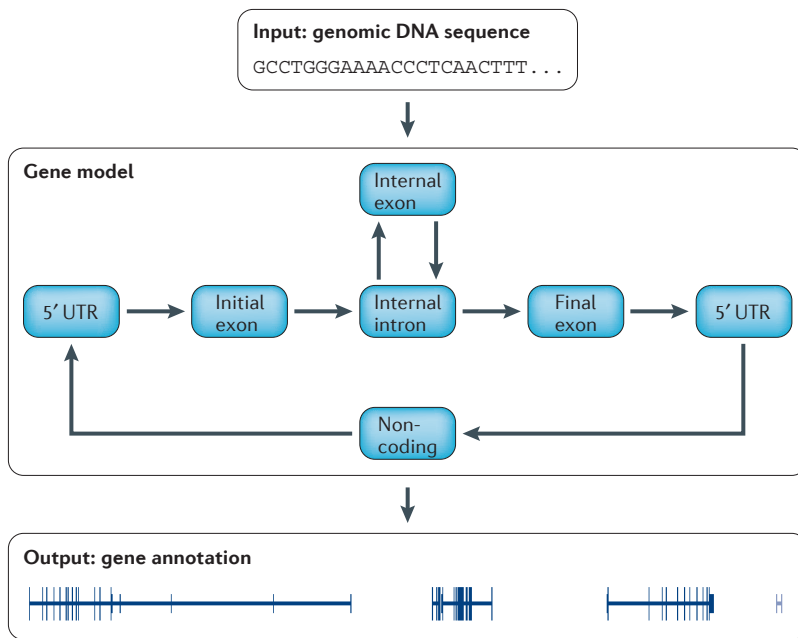 Input: genomic DNA sequence
GCCTGGGAAAACCCTCAACTTT...
Gene model
Internal
exon
5′ UTR
Initial
exon
Internal
intron
Final
exon
5′ UTR
Non-
coding
Output: gene annotation